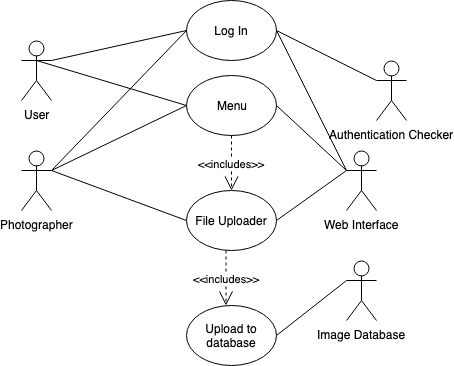 Log In
User
Menu
Authentication Checker
<<includes>>
Photographer
File Uploader
Web Interface
<<includes>>
Upload to
database
Image Database